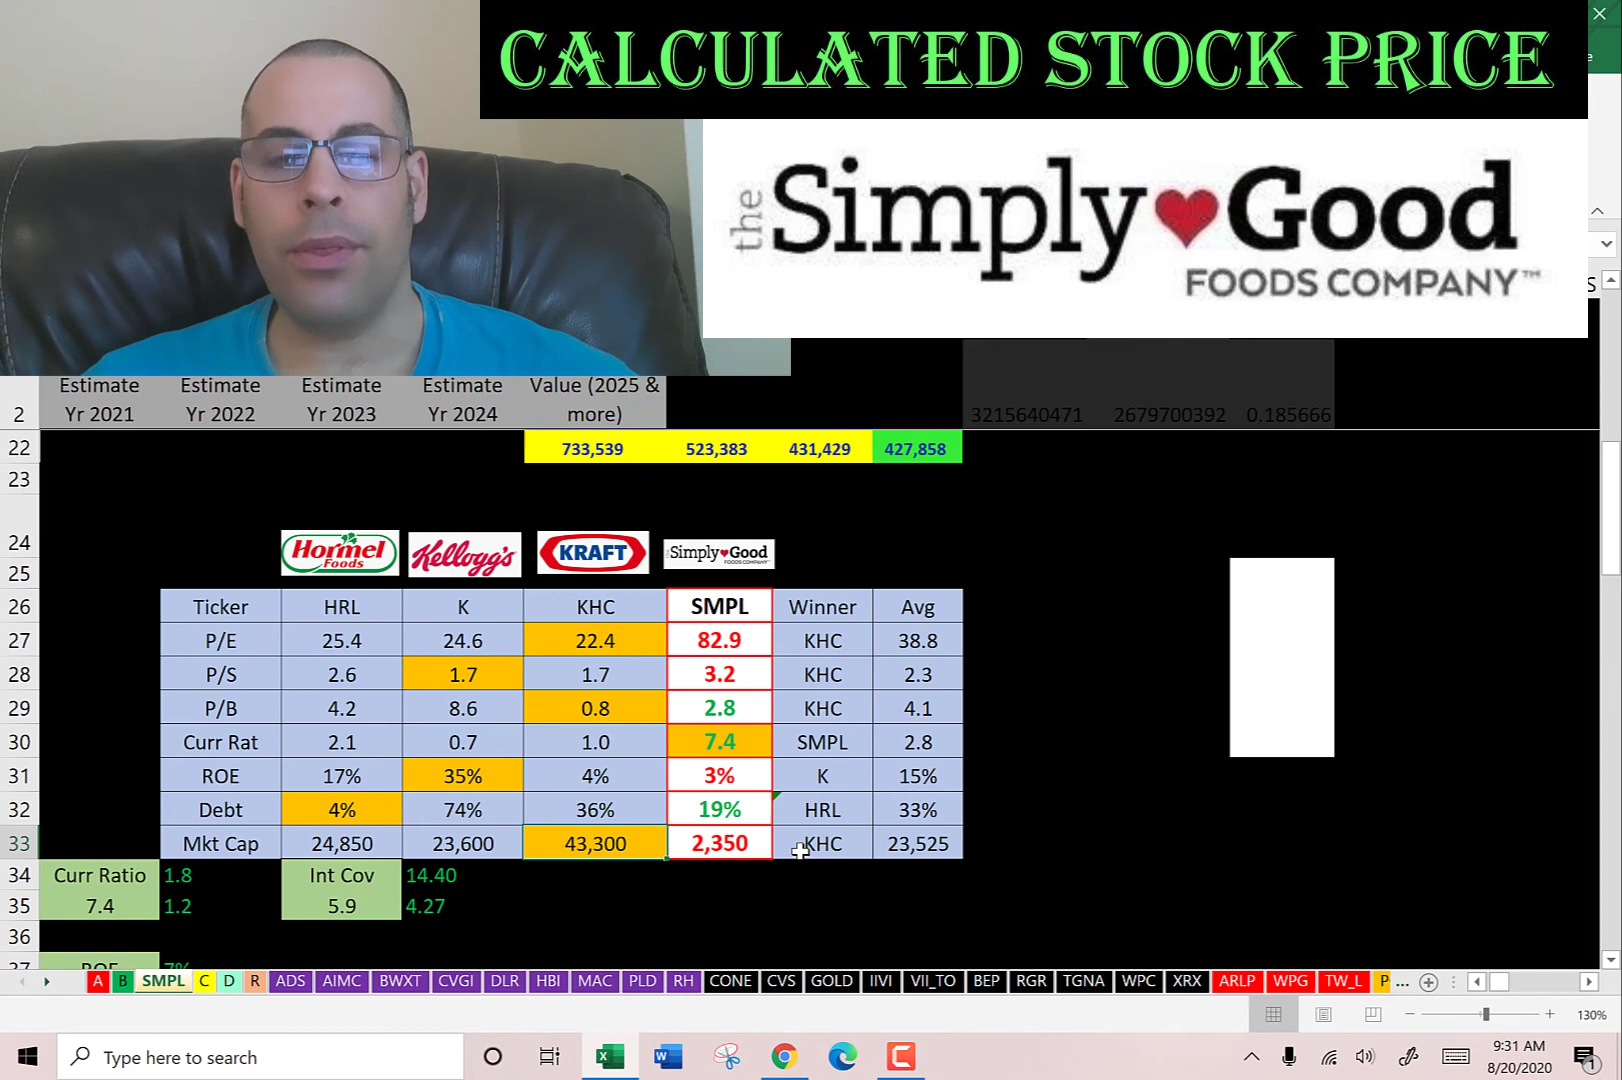 CALCULATED STOCK PRICE
the Simply Good
FOODS COMPANY™
S
2 Estimate Yr 2021 Estimate Yr 2022 Estimate Yr 2023 Estimate Yr 2024 Value (2025 & more) 3215640471 2679700392 0.185666
22 733,539 523,383 431,429 427,858
23
24 Hormel Foods Kellogg's KRAFT Simply Good FOODS COMPANY
25
26 Ticker HRL K KHC SMPL Winner Avg
27 P/E 25.4 24.6 22.4 82.9 KHC 38.8
28 P/S 2.6 1.7 1.7 3.2 KHC 2.3
29 P/B 4.2 8.6 0.8 2.8 KHC 4.1
30 Curr Rat 2.1 0.7 1.0 7.4 SMPL 2.8
31 ROE 17% 35% 4% 3% K 15%
32 Debt 4% 74% 36% 19% HRL 33%
33 Mkt Cap 24,850 23,600 43,300 2,350 KHC 23,525
34 Curr Ratio 1.8 Int Cov 14.40
35 7.4 1.2 5.9 4.27
36
A B SMPL C D R ADS AIMC BWXT CVGI DLR HBI MAC PLD RH CONE CVS GOLD IIVI VII_TO BEP RGR TGNA WPC XRX ARLP WPG TW_L P ...
130%
Type here to search
9:31 AM
8/20/2020
1